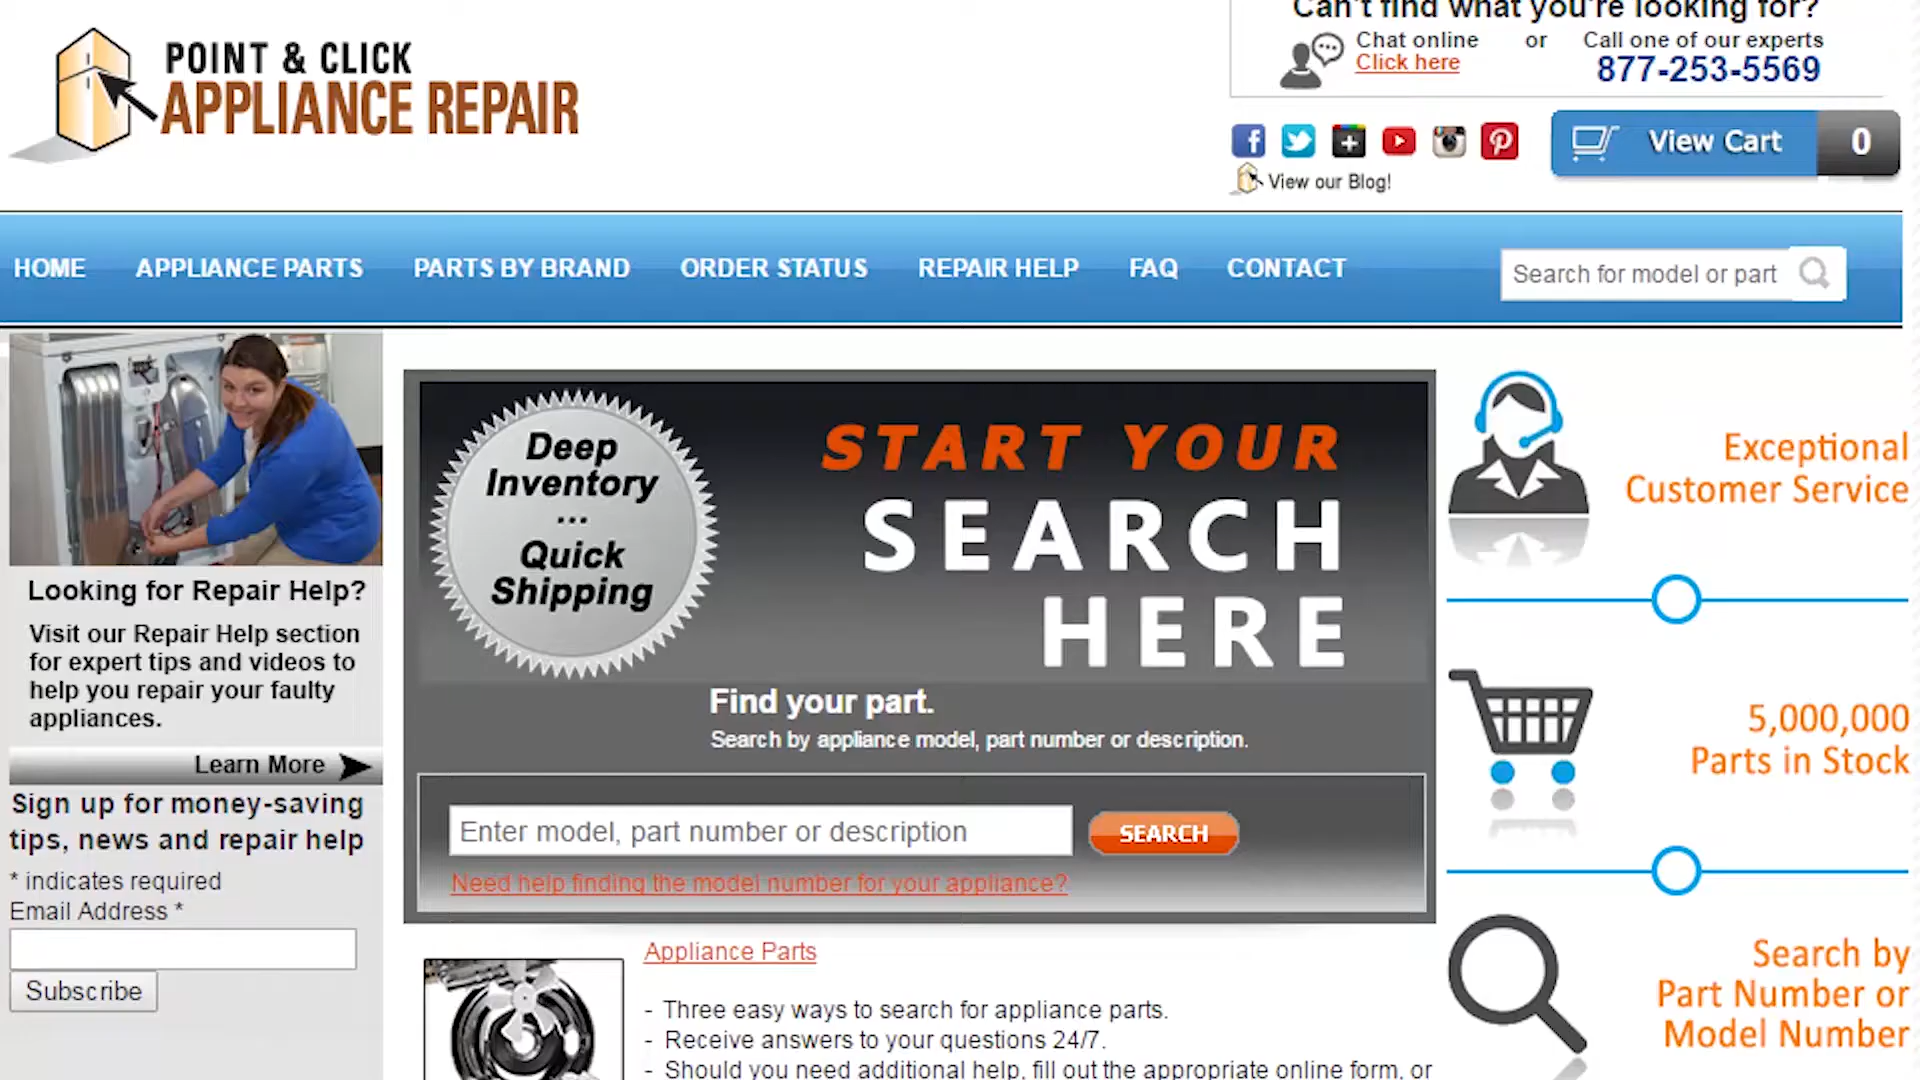 Can't find what you're looking for?
POINT & CLICK
APPLIANCE REPAIR
Chat online or Call one of our experts
Click here 877-253-5569
View Cart 0
View our Blog!
HOME APPLIANCE PARTS PARTS BY BRAND ORDER STATUS REPAIR HELP FAQ CONTACT
Search for model or part
Looking for Repair Help?
Visit our Repair Help section
for expert tips and videos to
help you repair your faulty
appliances.
Learn More
Sign up for money-saving
tips, news and repair help
* indicates required
Email Address *
Subscribe
Deep
Inventory
...
Quick
Shipping
START YOUR
SEARCH
HERE
Find your part.
Search by appliance model, part number or description.
Enter model, part number or description
SEARCH
Need help finding the model number for your appliance?
Appliance Parts
- Three easy ways to search for appliance parts.
- Receive answers to your questions 24/7.
- Should you need additional help, fill out the appropriate online form, or
Exceptional
Customer Service
5,000,000
Parts in Stock
Search by
Part Number or
Model Number